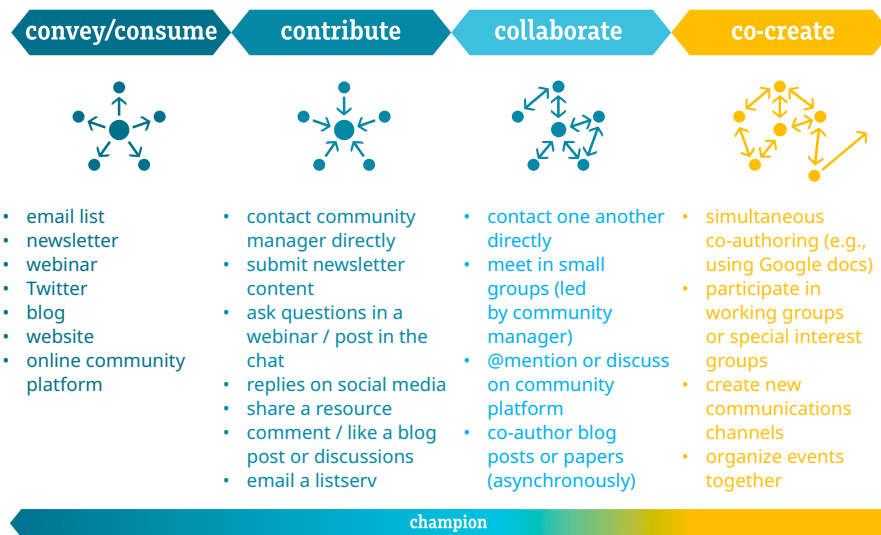 convey/consume
contribute
collaborate
co-create
• email list
• newsletter
• webinar
• Twitter
• blog
• website
• online community
platform
• contact community
manager directly
• submit newsletter
content
• ask questions in a
webinar / post in the
chat
• replies on social media
• share a resource
• comment / like a blog
post or discussions
• email a listserv
• contact one another
directly
• meet in small
groups (led
by community
manager)
• @mention or discuss
on community
platform
• co-author blog
posts or papers
(asynchronously)
• simultaneous
co-authoring (e.g.,
using Google docs)
• participate in
working groups
or special interest
groups
• create new
communications
channels
• organize events
together
champion